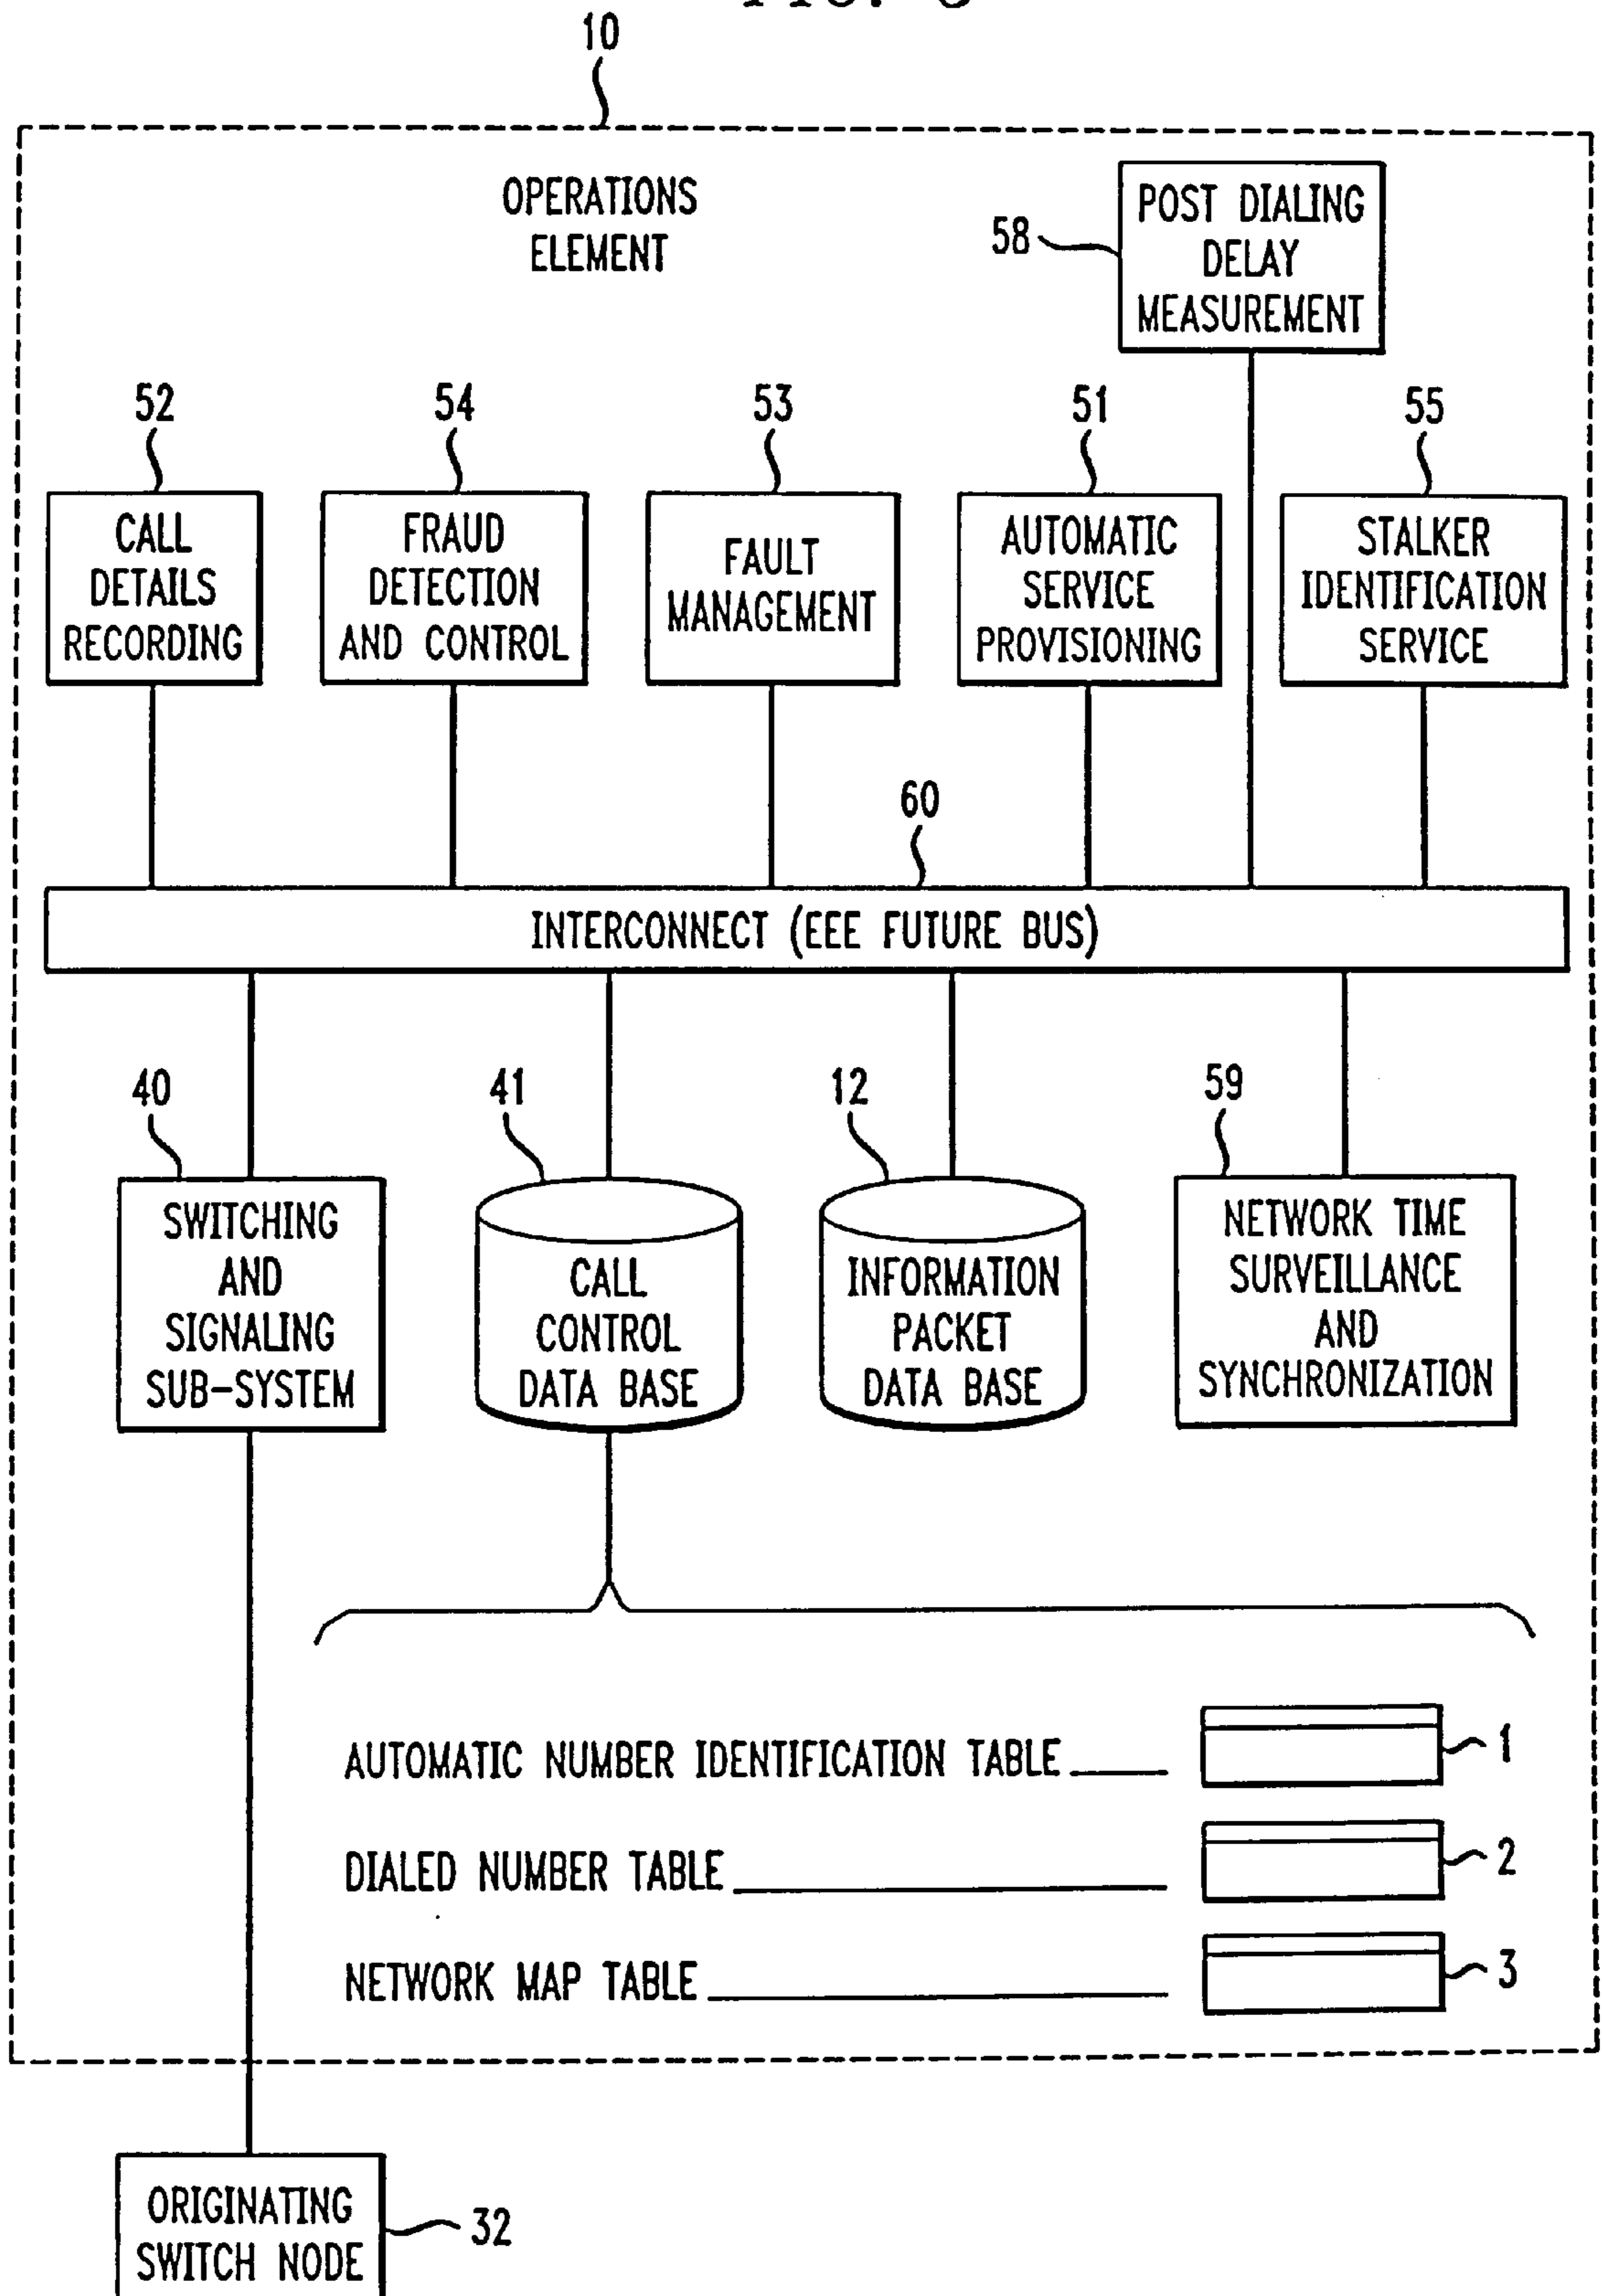 10
OPERATIONS
ELEMENT
58
POST DIALING
DELAY
MEASUREMENT
52
54
53
51
55
CALL
DETAILS
RECORDING
FRAUD
DETECTION
AND CONTROL
FAULT
MANAGEMENT
AUTOMATIC
SERVICE
PROVISIONING
STALKER
IDENTIFICATION
SERVICE
60
INTERCONNECT (EEE FUTURE BUS)
40
41
12
59
SWITCHING
AND
SIGNALING
SUB-SYSTEM
CALL
CONTROL
DATA BASE
INFORMATION
PACKET
DATA BASE
NETWORK TIME
SURVEILLANCE
AND
SYNCHRONIZATION
AUTOMATIC NUMBER IDENTIFICATION TABLE
1
DIALED NUMBER TABLE
2
NETWORK MAP TABLE
3
ORIGINATING
SWITCH NODE
32